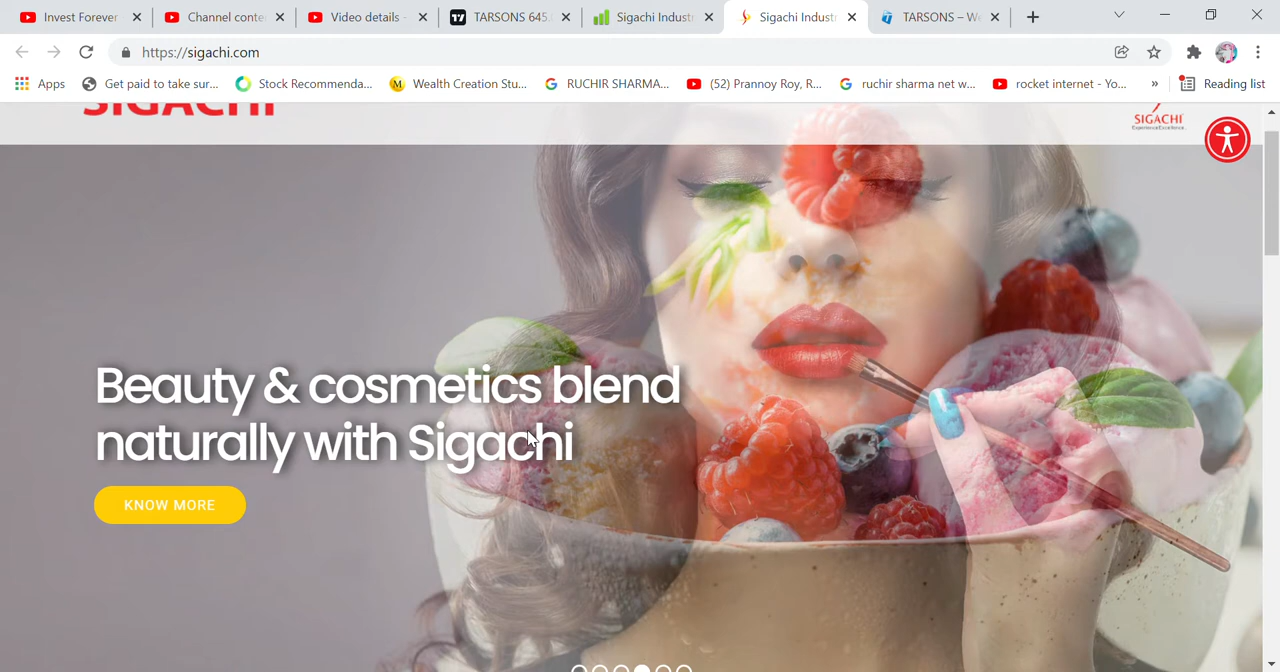 Invest Forever
Channel conte
Video details -
TARSONS 645.
Sigachi Industr
Sigachi Industr
TARSONS – We
https://sigachi.com
Apps
Get paid to take sur...
Stock Recommenda...
Wealth Creation Stu...
RUCHIR SHARMA...
(52) Prannoy Roy, R...
ruchir sharma net w...
rocket internet - Yo...
»
Reading list
SIGACHI
SIGACHI
Beauty & cosmetics blend
naturally with Sigachi
KNOW MORE